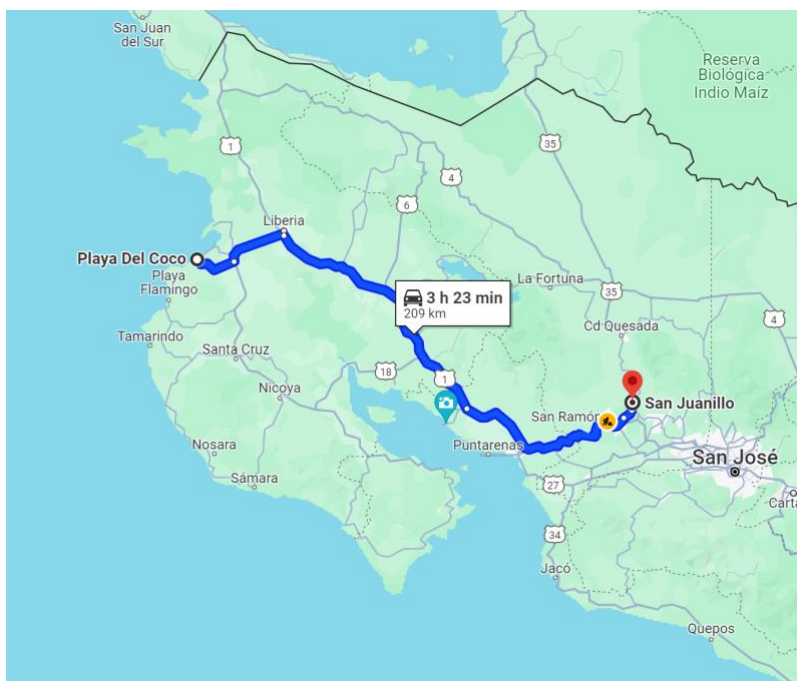 San Juan
del Sur
Reserva
Biológica
Indio Maíz
1
35
4
6
Liberia
Playa Del Coco
Playa
Flamingo
3 h 23 min
209 km
La Fortuna
35
Cd Quesada
4
Tamarindo
Santa Cruz
18
1
Nicoya
San Ramón
San Juanillo
Puntarenas
San José
Nosara
Sámara
27
Carta
34
Jacó
Quepos